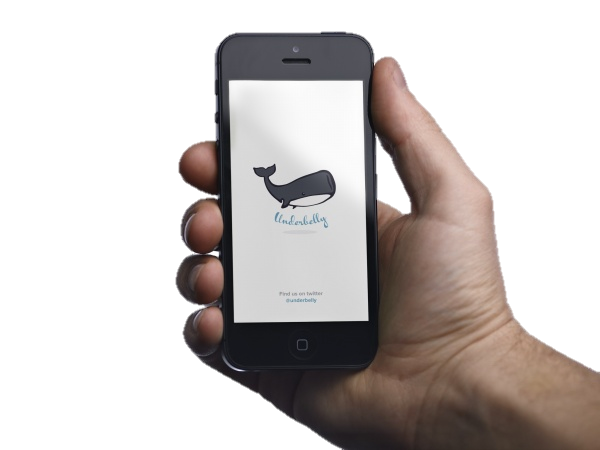 Underbelly
Find us on twitter
@underbelly